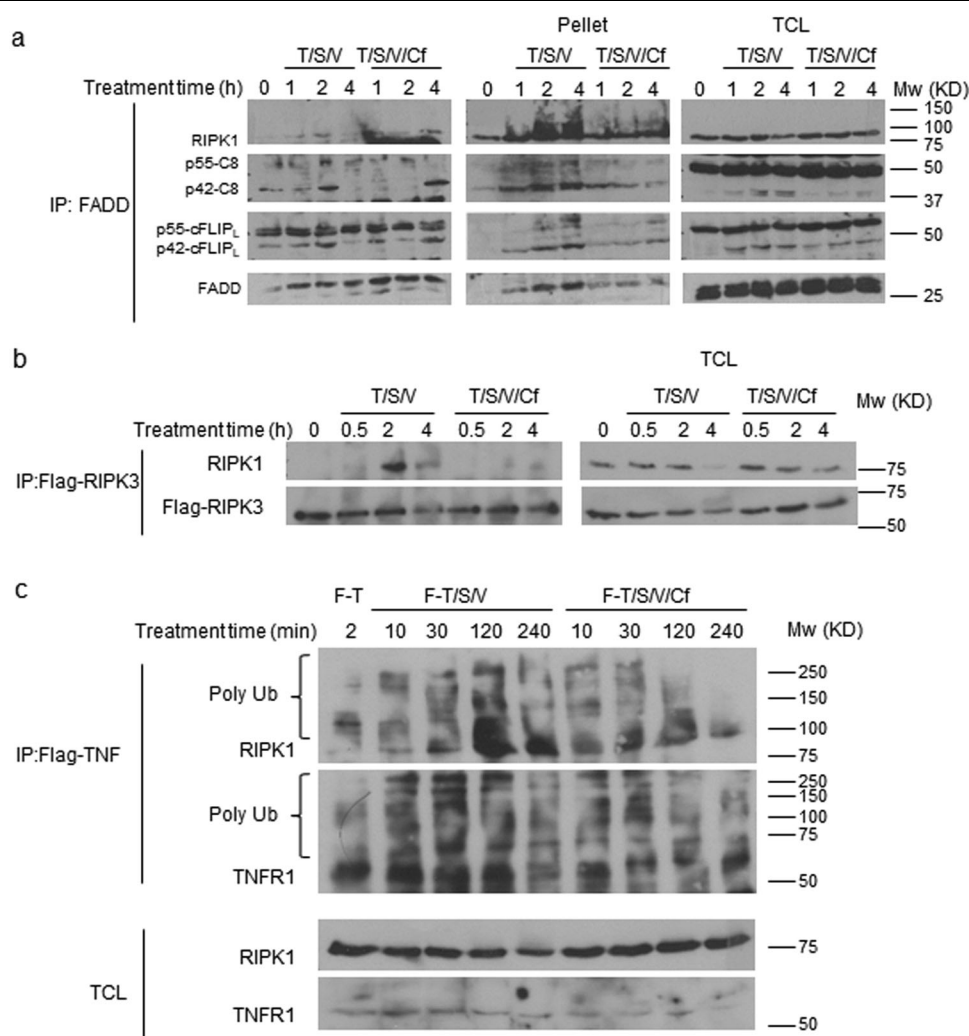 a
Pellet
TCL
T/S/V T/S/V/Cf T/S/V T/S/V/Cf T/S/V T/S/V/Cf
Treatment time (h) 0 1 2 4 1 2 4 0 1 2 4 1 2 4 0 1 2 4 1 2 4 Mw (KD)
150
100
RIPK1 75
p55-C8 50
p42-C8
37
IP: FADD
p55-cFLIPL 50
p42-cFLIPL
FADD 25
b
TCL
T/S/V T/S/V/Cf T/S/V T/S/V/Cf Mw (KD)
Treatment time (h) 0 0.5 2 4 0.5 2 4 0 0.5 2 4 0.5 2 4
RIPK1 75
IP:Flag-RIPK3
75
Flag-RIPK3
50
c
F-T F-T/S/V F-T/S/V/Cf
Treatment time (min) 2 10 30 120 240 10 30 120 240 Mw (KD)
250
Poly Ub 150
100
RIPK1 75
IP:Flag-TNF
250
150
Poly Ub 100
75
TNFR1 50
RIPK1 75
TCL
TNFR1 50